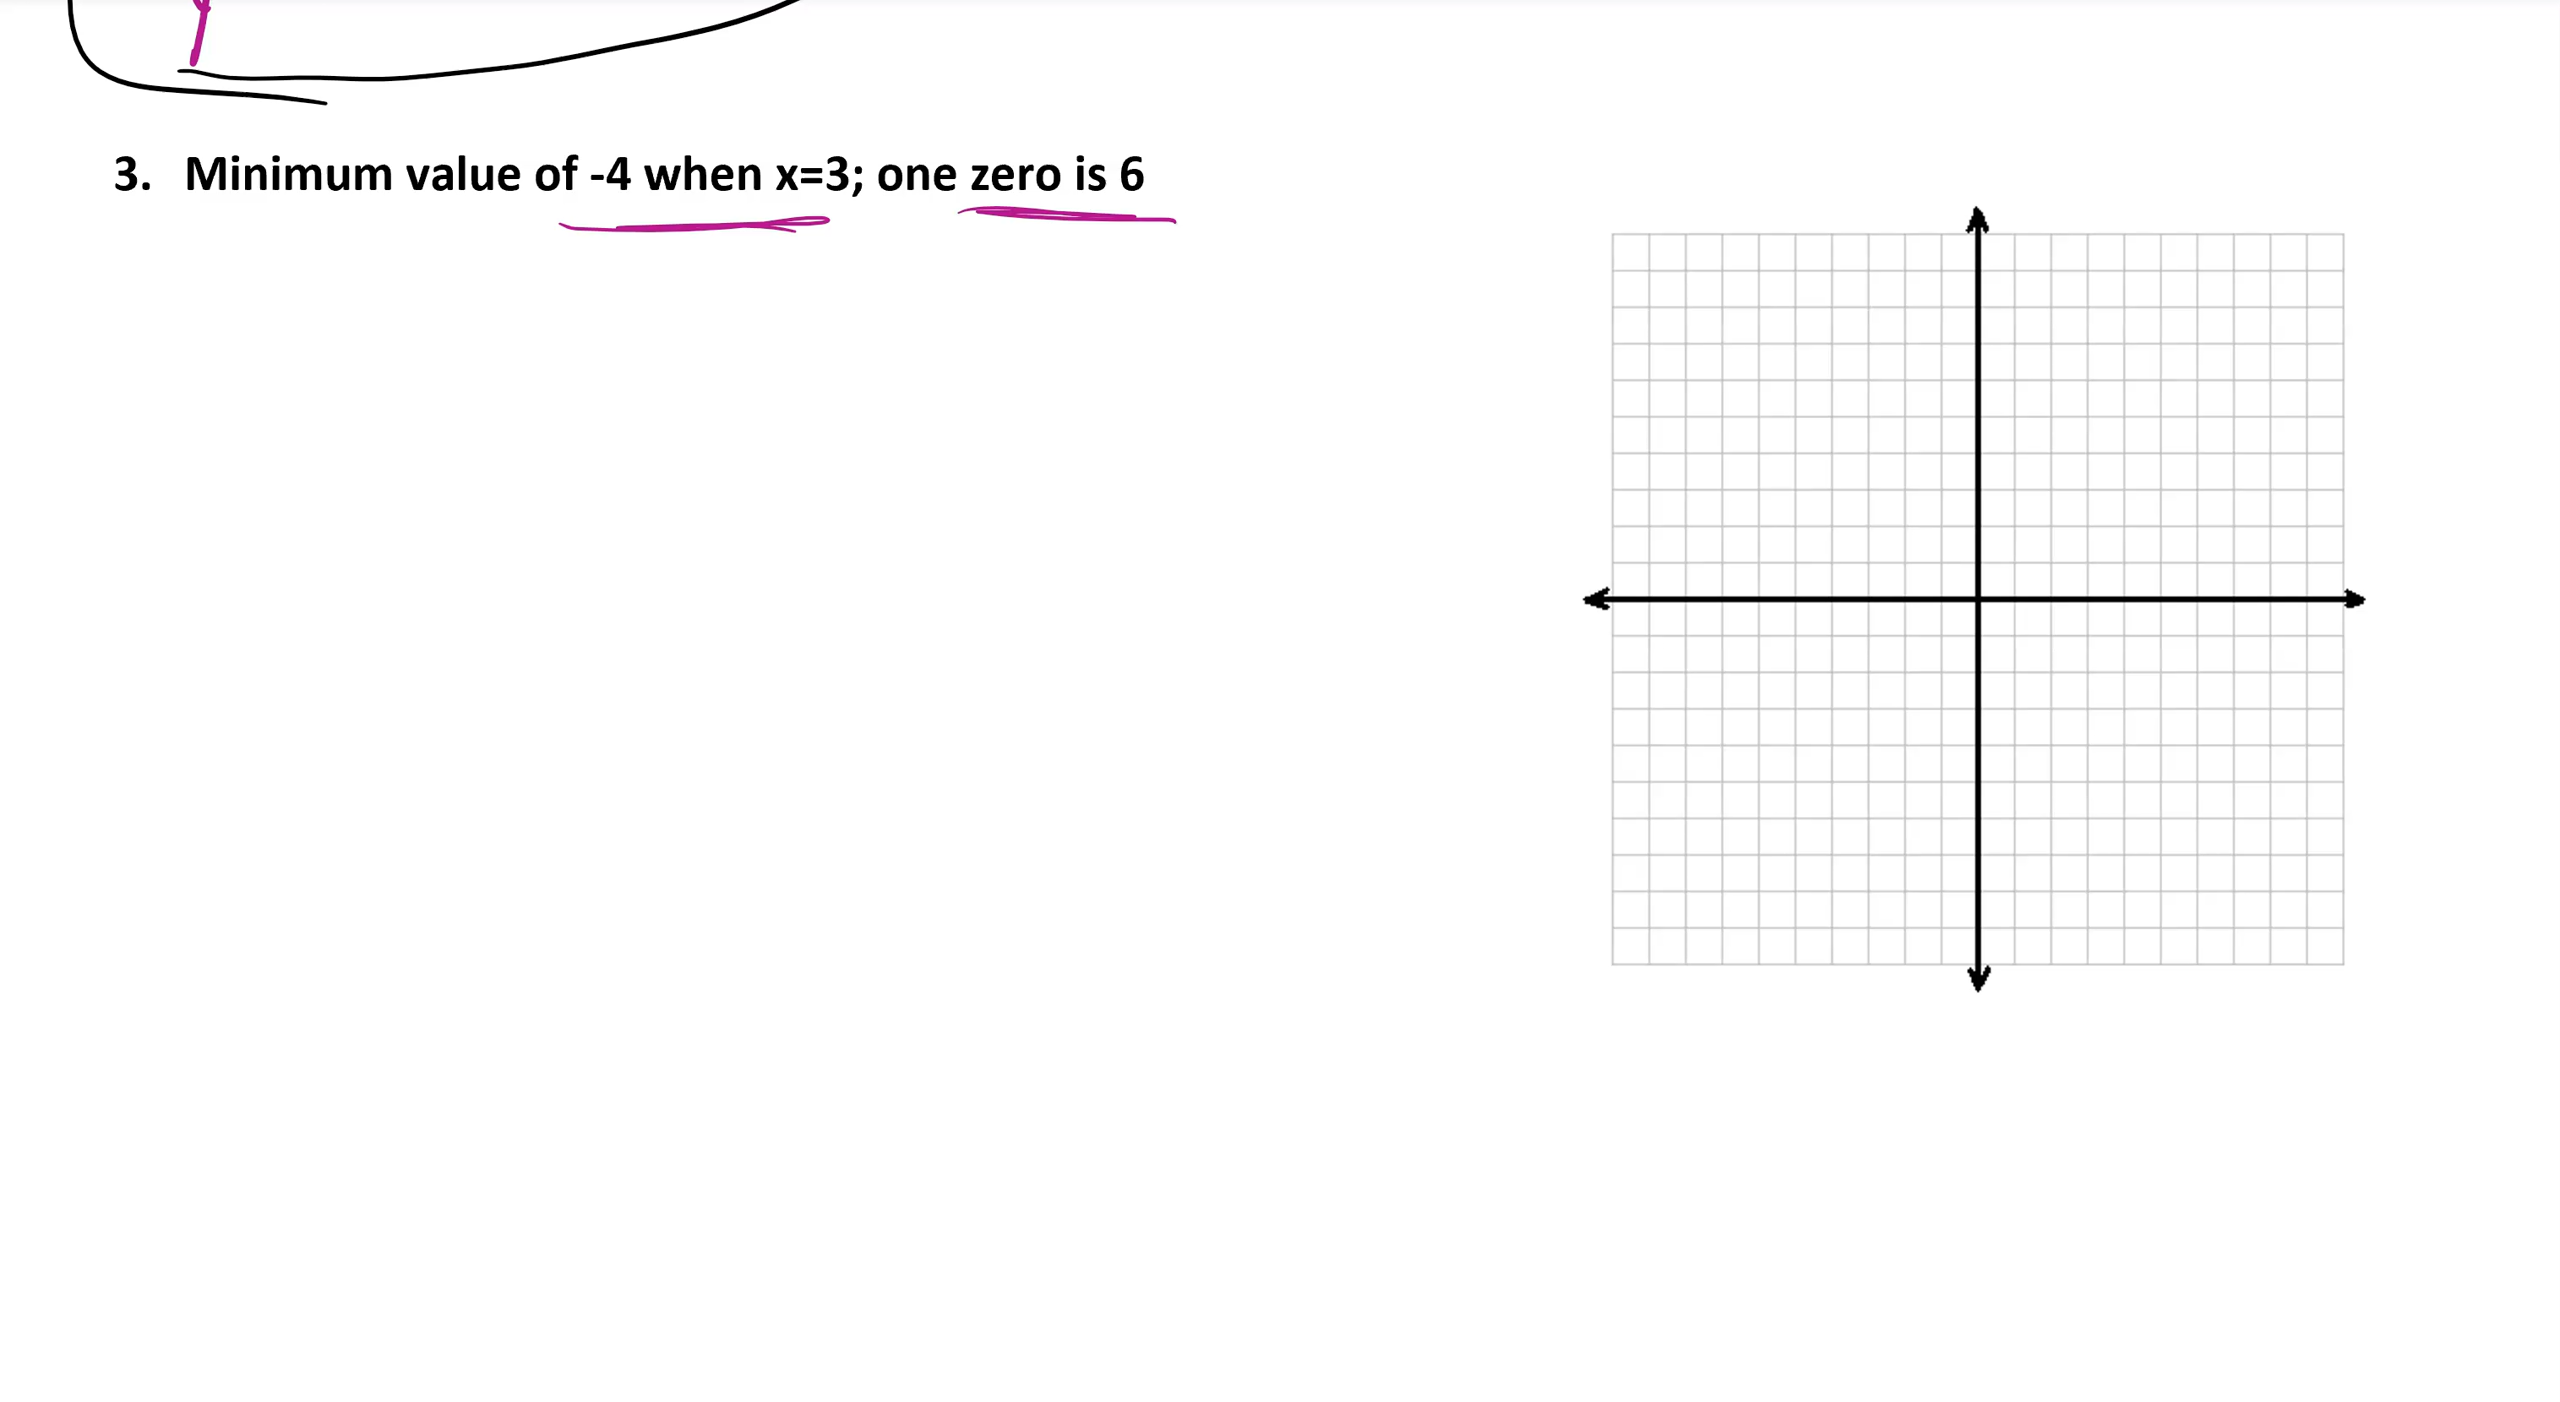 3. Minimum value of -4 when x=3; one zero is 6